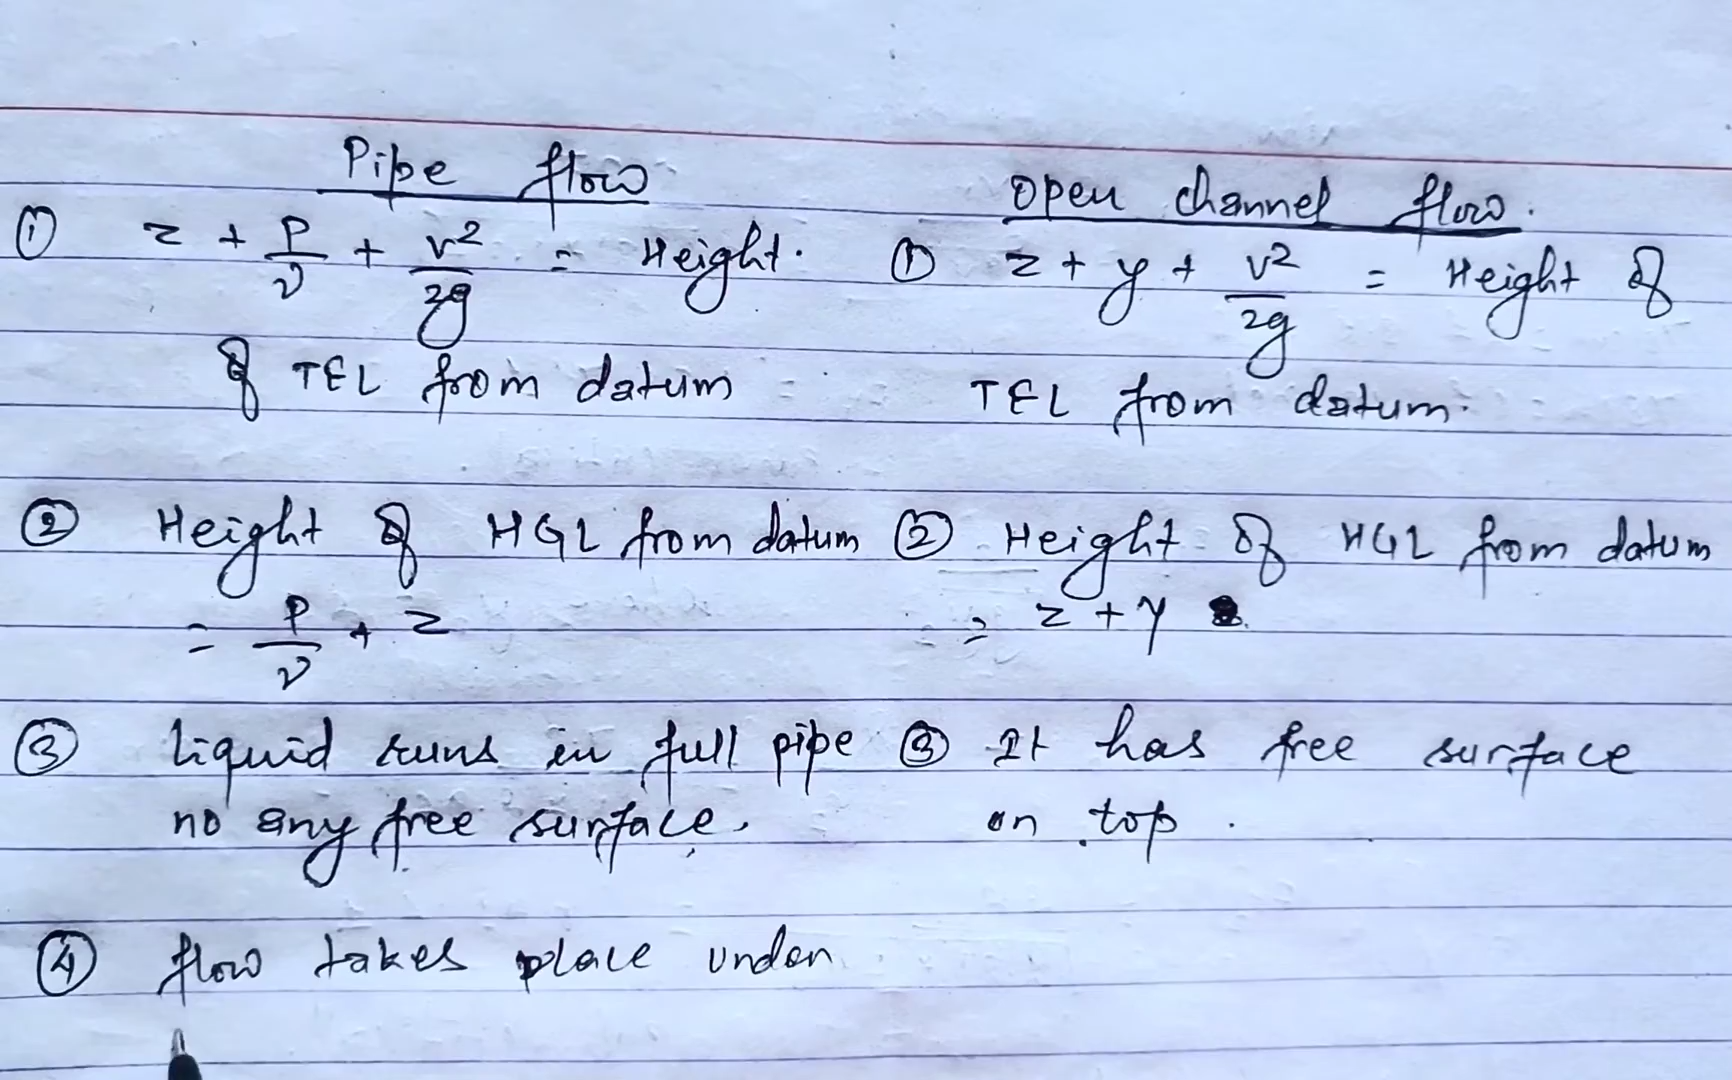 Pipe flow
① z + P/ν + v²/2g = Height.
of TEL from datum
② Height of HGL from datum
= P/ν + z
③ liquid runs in full pipe
no any free surface.
④ flow takes place under
open channel flow.
① z + y + v²/2g = Height of
TEL from datum.
② Height of HGL from datum
= z + y
③ It has free surface
on top.